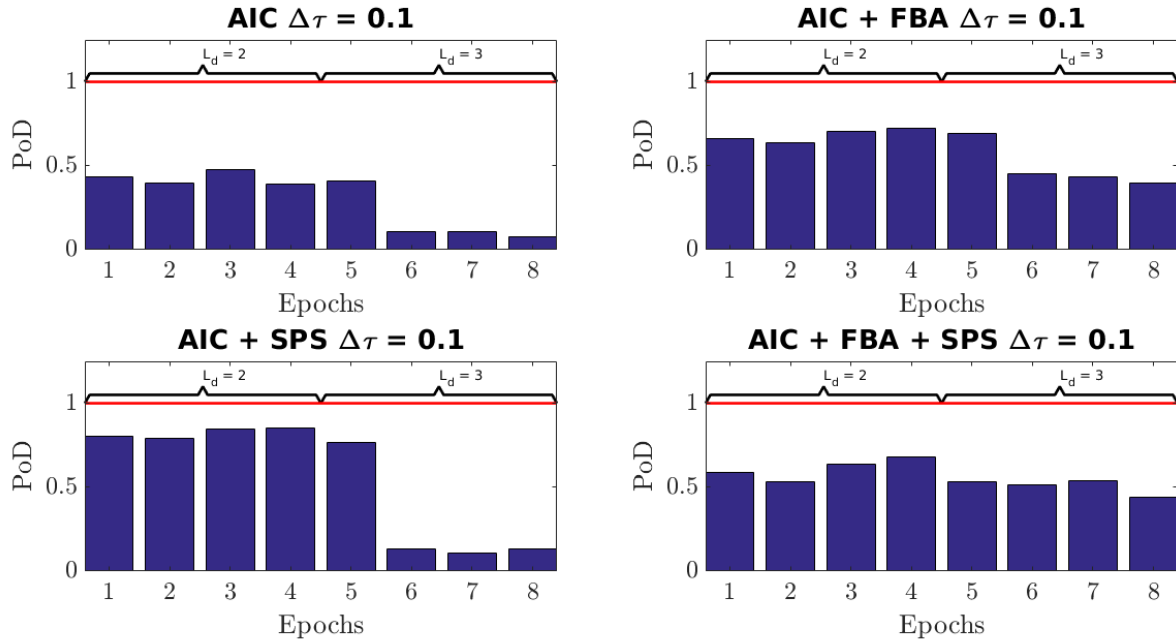 AIC Δτ = 0.1
L_d = 2
L_d = 3
PoD
1
0.5
0
1 2 3 4 5 6 7 8
Epochs
AIC + FBA Δτ = 0.1
L_d = 2
L_d = 3
PoD
1
0.5
0
1 2 3 4 5 6 7 8
Epochs
AIC + SPS Δτ = 0.1
L_d = 2
L_d = 3
PoD
1
0.5
0
1 2 3 4 5 6 7 8
Epochs
AIC + FBA + SPS Δτ = 0.1
L_d = 2
L_d = 3
PoD
1
0.5
0
1 2 3 4 5 6 7 8
Epochs